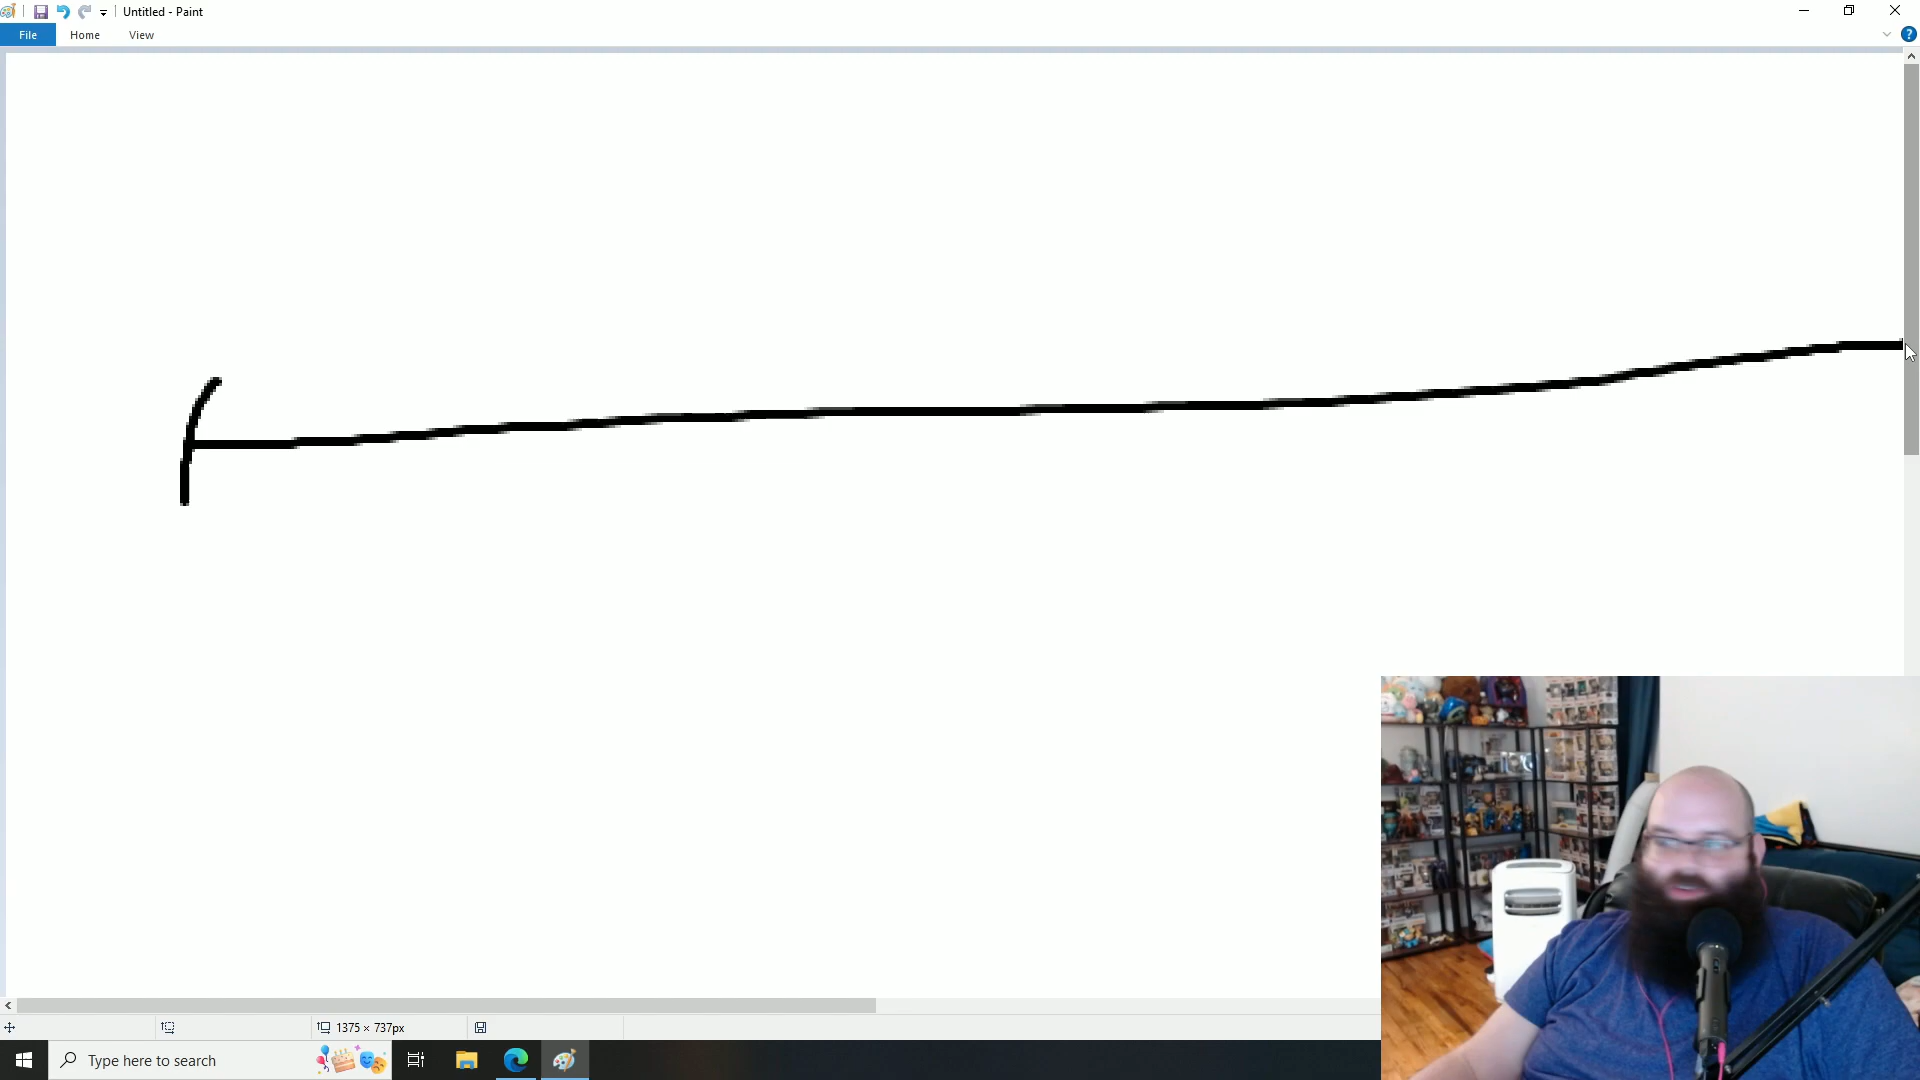 Untitled - Paint
File Home View
1375 × 737px
Type here to search